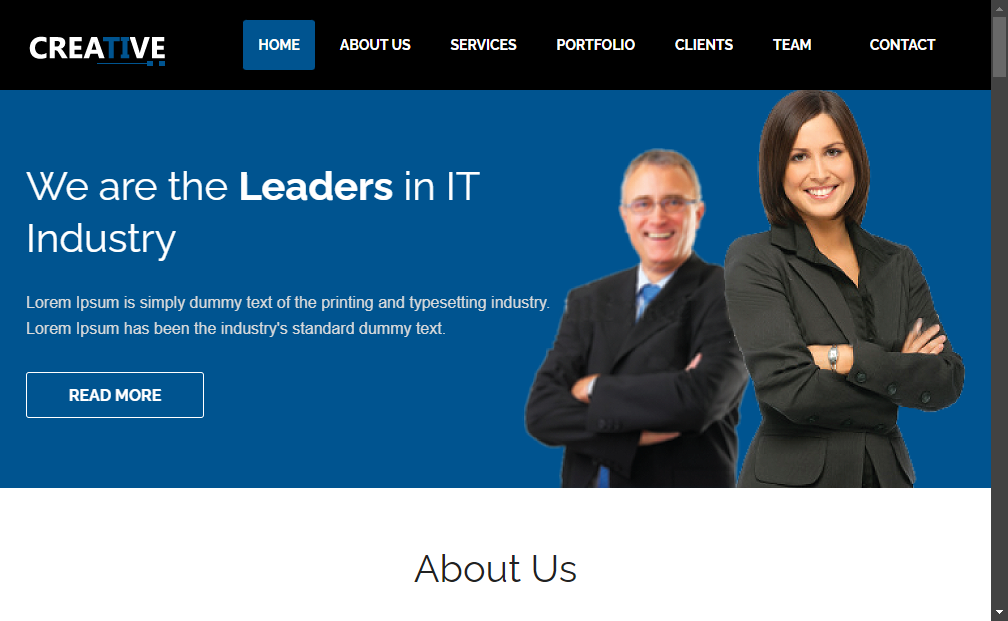 CREATIVE
HOME ABOUT US SERVICES PORTFOLIO CLIENTS TEAM CONTACT
We are the Leaders in IT
Industry
Lorem Ipsum is simply dummy text of the printing and typesetting industry.
Lorem Ipsum has been the industry's standard dummy text.
READ MORE
About Us